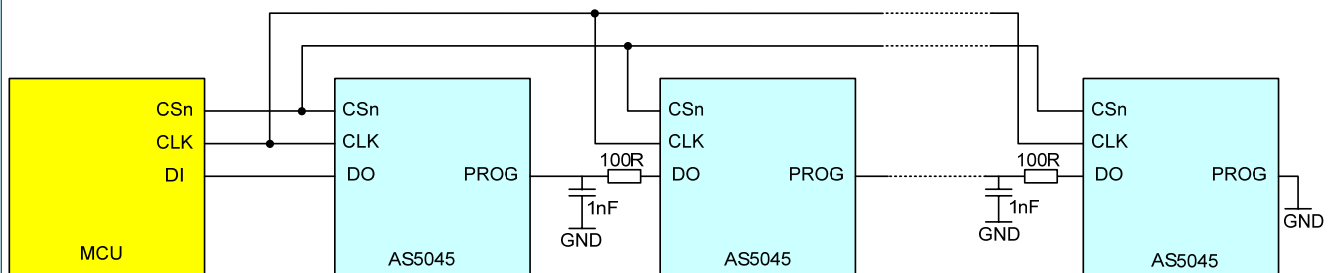 CSn
CLK
DI
MCU
CSn
CLK
DO
PROG
AS5045
100R
1nF
GND
CSn
CLK
DO
PROG
AS5045
100R
1nF
GND
CSn
CLK
DO
PROG
AS5045
GND